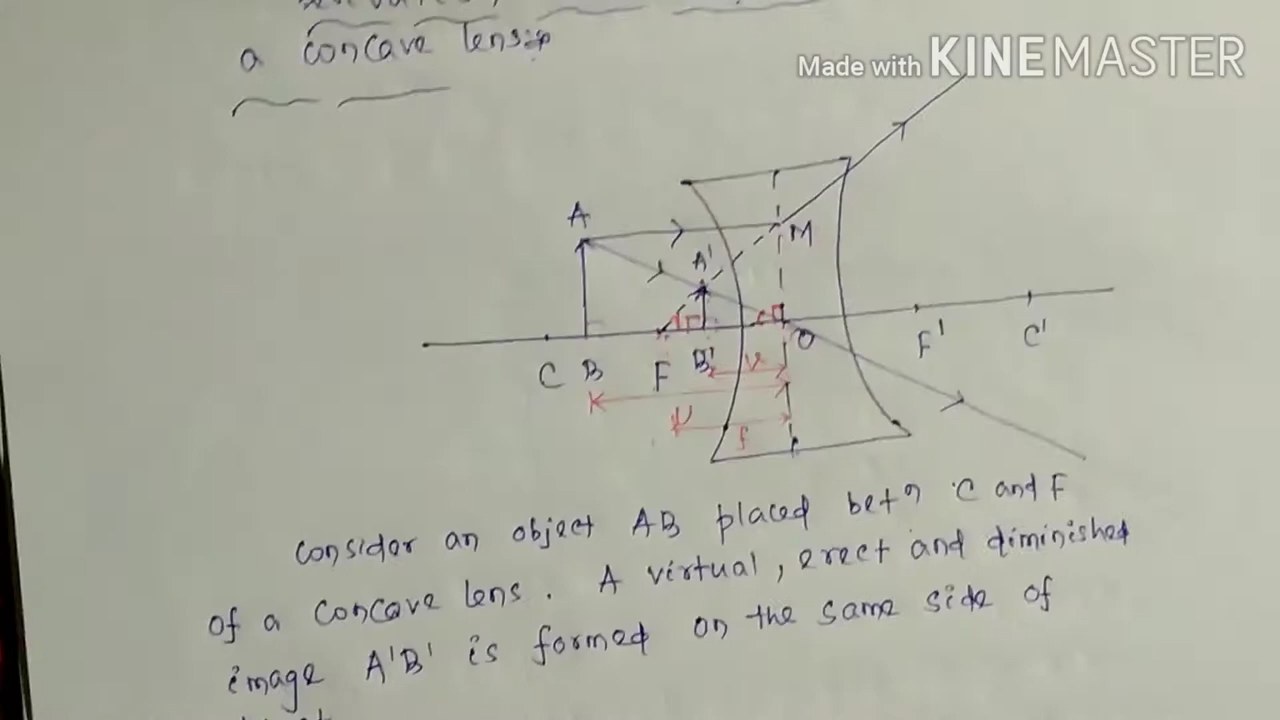 a concave lens:
Made with KINEMASTER
A
M
A'
O
C B F B' v
F' C'
u
f
Consider an object AB placed betn C and F
of a concave lens. A virtual, erect and diminished
image A'B' is formed on the same side of